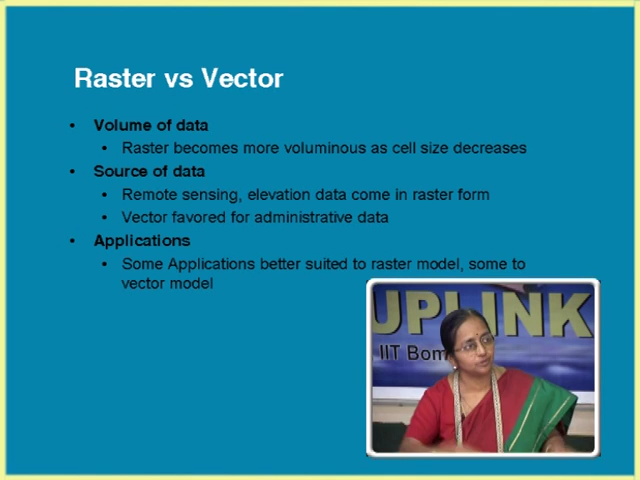 Raster vs Vector
• Volume of data
• Raster becomes more voluminous as cell size decreases
• Source of data
• Remote sensing, elevation data come in raster form
• Vector favored for administrative data
• Applications
• Some Applications better suited to raster model, some to
vector model
UPLINK
IIT Bom